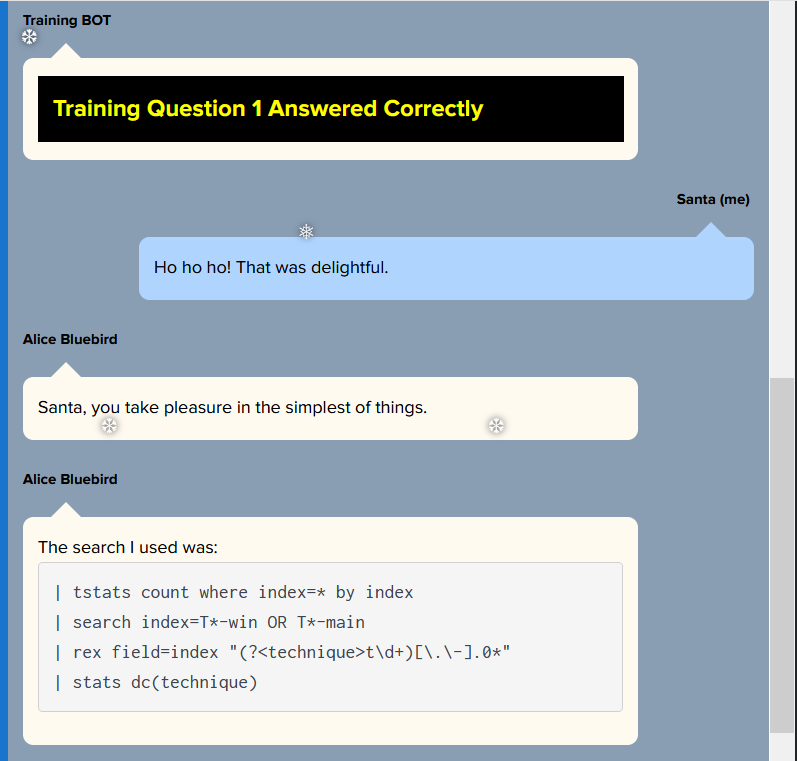 Training BOT
Training Question 1 Answered Correctly
Santa (me)
Ho ho ho! That was delightful.
Alice Bluebird
Santa, you take pleasure in the simplest of things.
Alice Bluebird
The search I used was:
| tstats count where index=* by index
| search index=T*-win OR T*-main
| rex field=index "(?<technique>t\d+)[\.\-].0*"
| stats dc(technique)